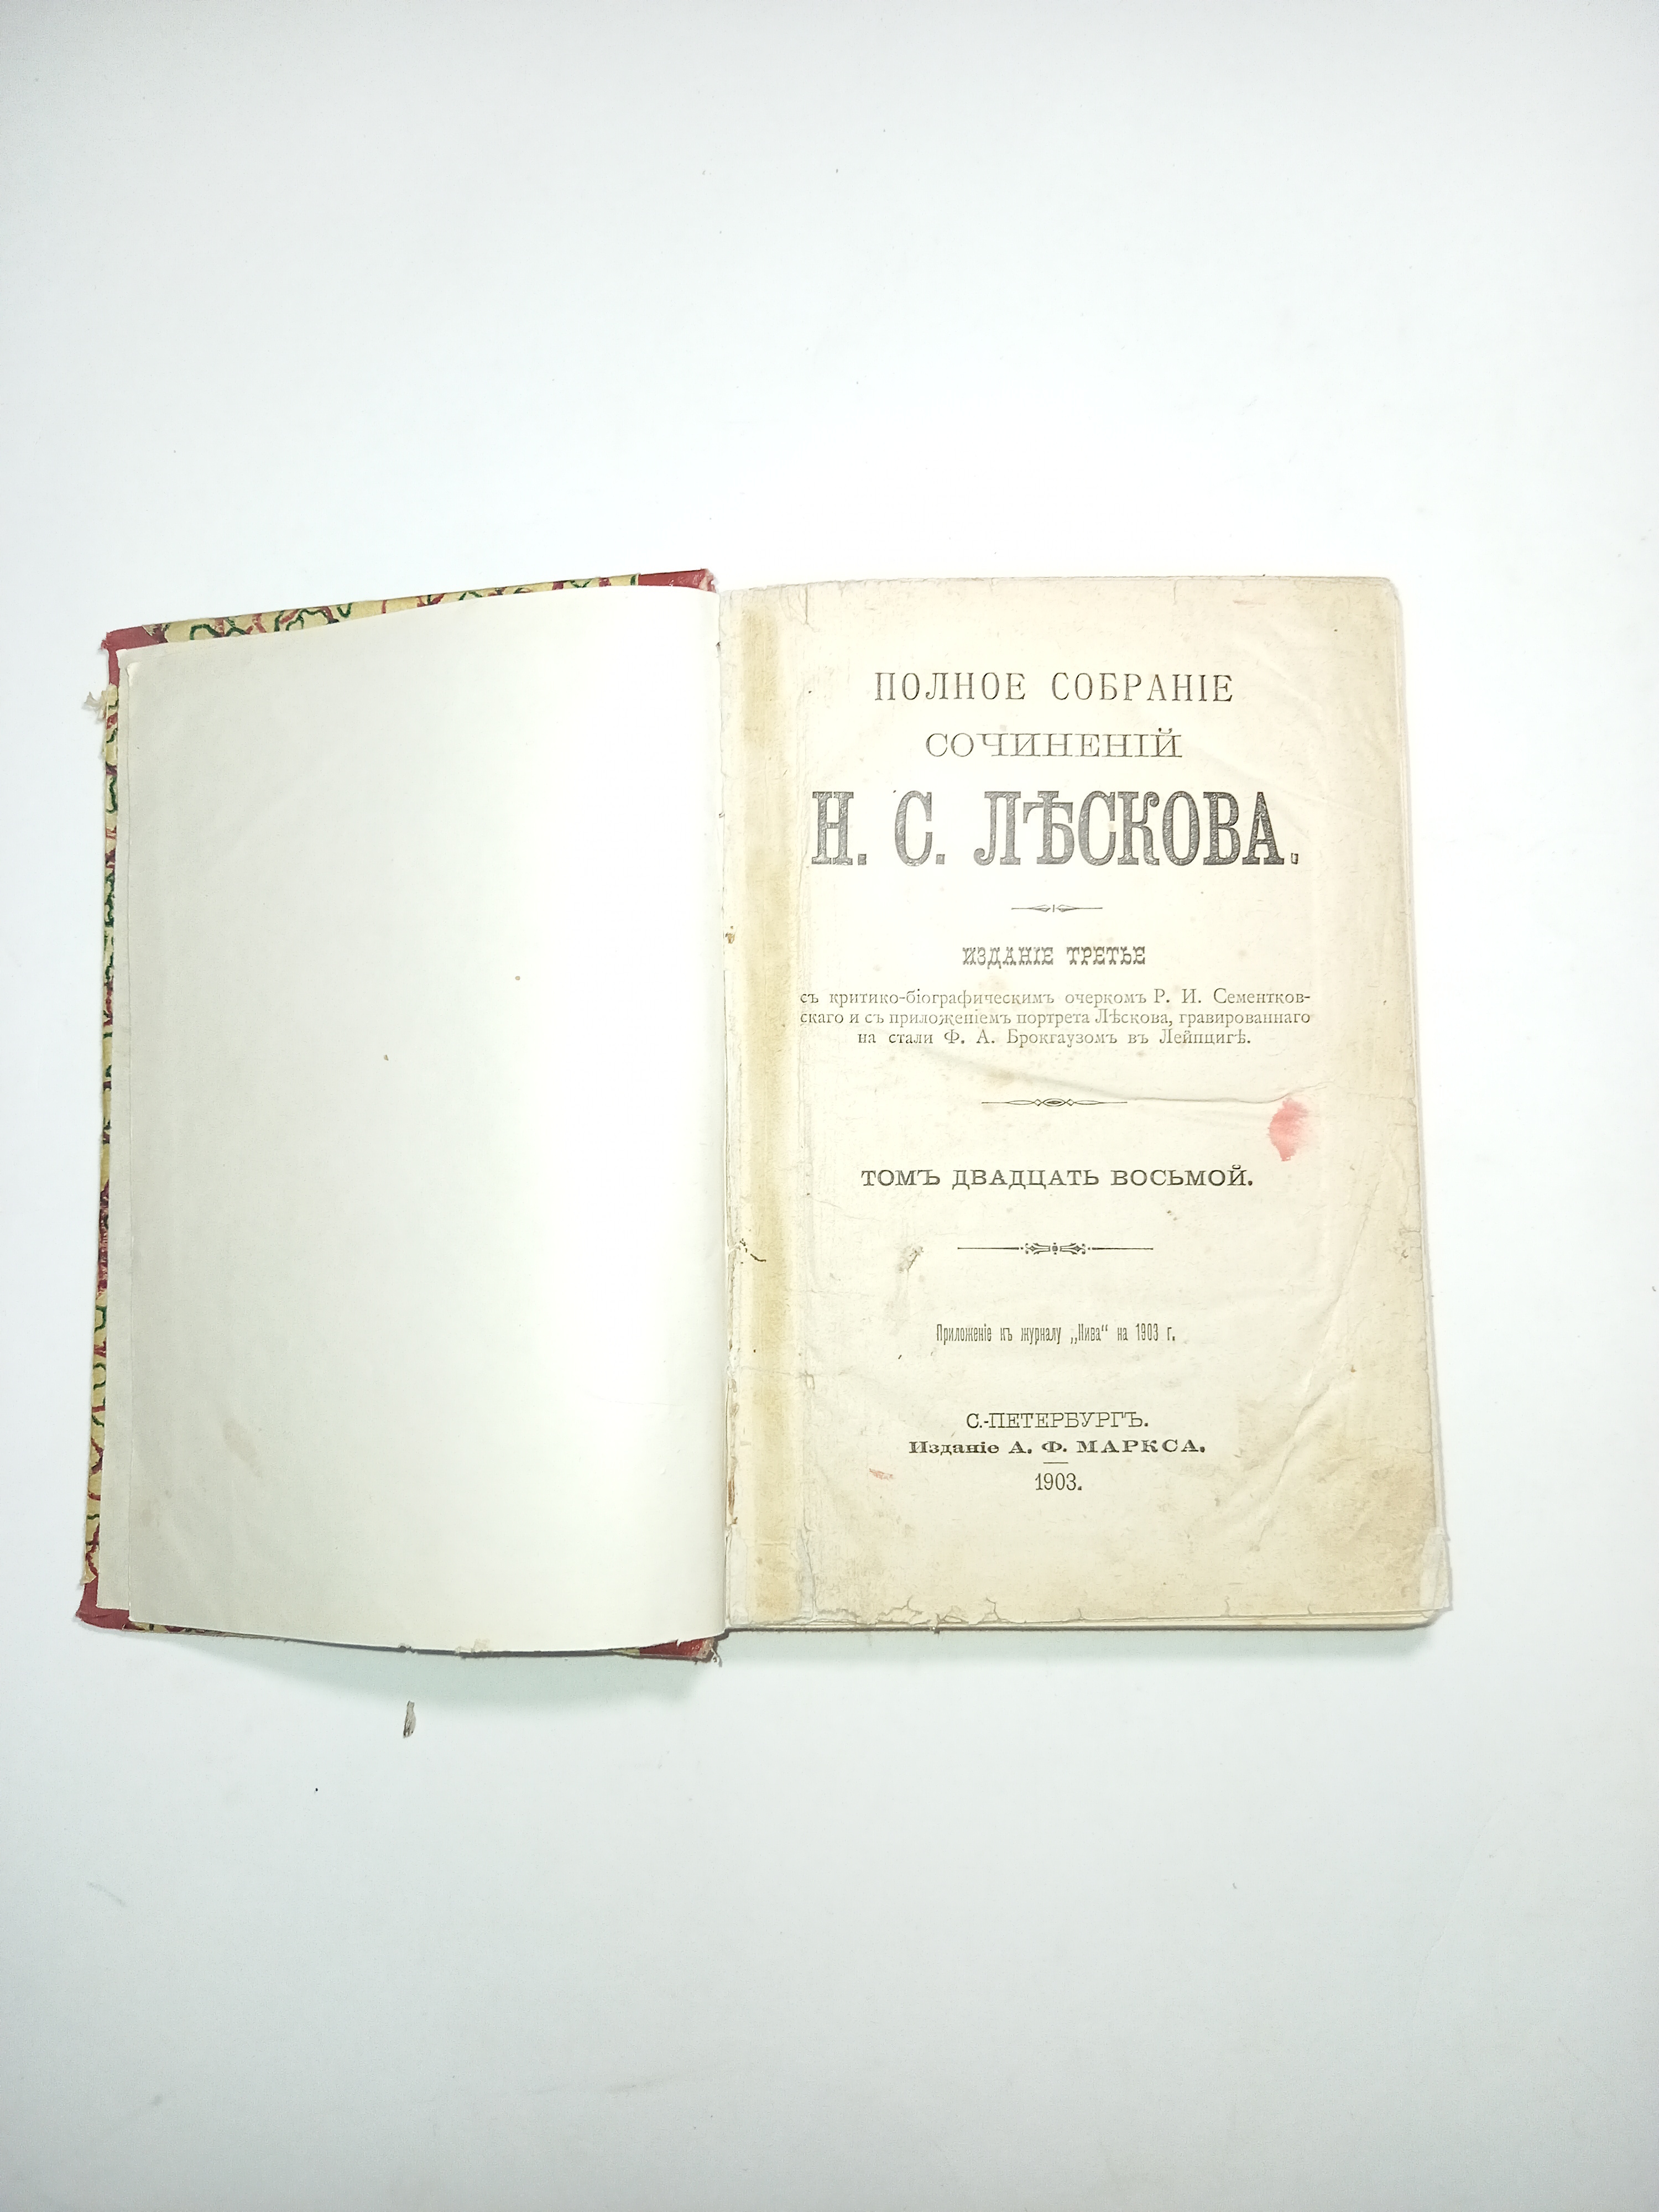 ПОЛНОЕ СОБРАНІЕ
СОЧИНЕНІЙ
Н. С. ЛѢСКОВА.
ИЗДАНІЕ ТРЕТЬЕ
съ критико-біографическимъ очеркомъ Р. И. Сементков-
скаго и съ приложеніемъ портрета Лѣскова, гравированнаго
на стали Ф. А. Брокгаузомъ въ Лейпцигѣ.
ТОМЪ ДВАДЦАТЬ ВОСЬМОЙ.
Приложеніе къ журналу „Нива“ на 1903 г.
С.-ПЕТЕРБУРГЪ.
Изданіе А. Ф. МАРКСА.
1903.